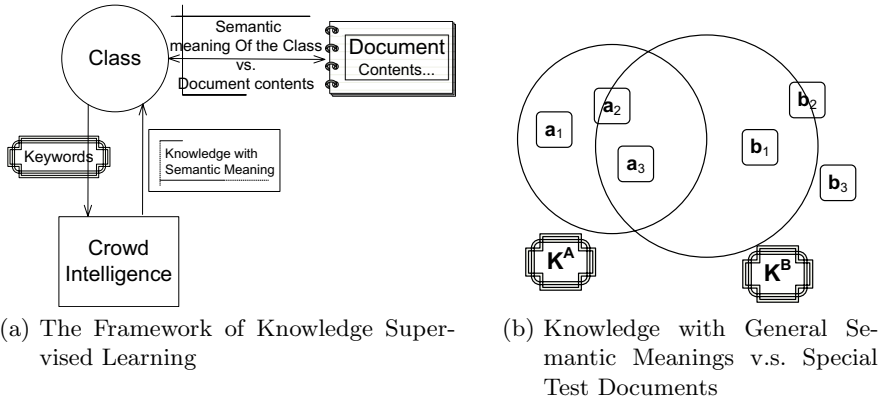 Class
Semantic
meaning Of the Class
vs.
Document contents
Document
Contents...
Keywords
Knowledge with
Semantic Meaning
Crowd
Intelligence
(a) The Framework of Knowledge Super-
vised Learning
a1
a2
a3
b1
b2
b3
K^A
K^B
(b) Knowledge with General Se-
mantic Meanings v.s. Special
Test Documents